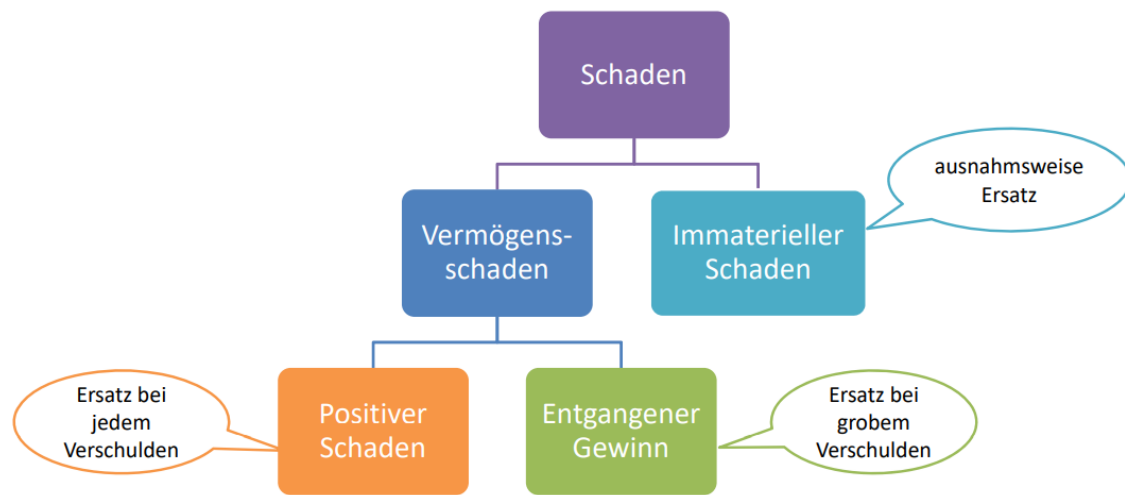 Schaden
ausnahmsweise
Ersatz
Vermögens-
schaden
Immaterieller
Schaden
Ersatz bei
jedem
Verschulden
Positiver
Schaden
Entgangener
Gewinn
Ersatz bei
grobem
Verschulden